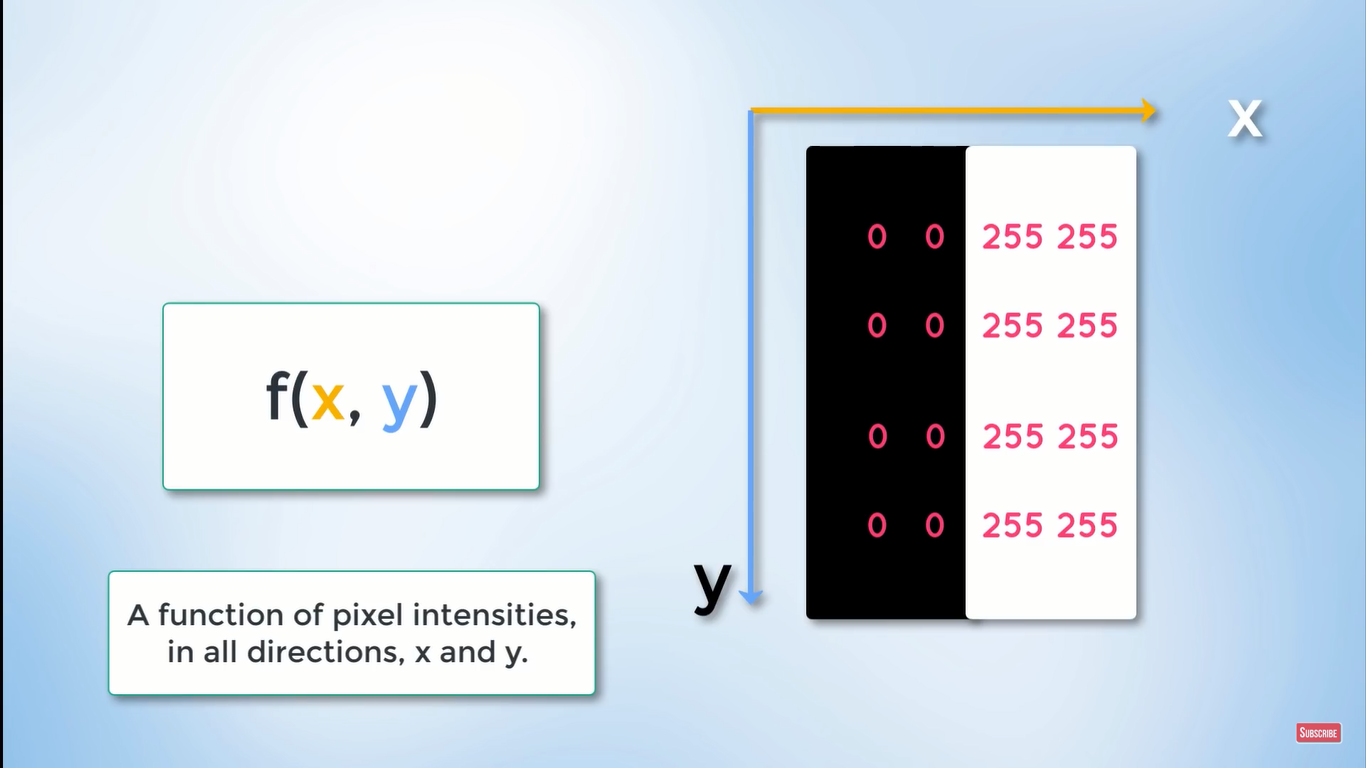 x
0 0 255 255
0 0 255 255
f(x, y)
0 0 255 255
0 0 255 255
y
A function of pixel intensities,
in all directions, x and y.
SUBSCRIBE